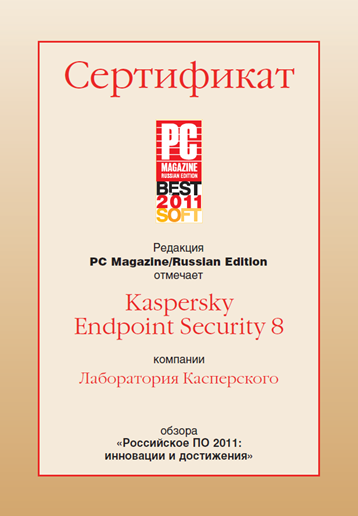 Сертификат
PC
MAGAZINE
RUSSIAN EDITION
BEST
2011
SOFT
Редакция
PC Magazine/Russian Edition
отмечает
Kaspersky
Endpoint Security 8
компании
Лаборатория Касперского
обзора
«Российское ПО 2011:
инновации и достижения»